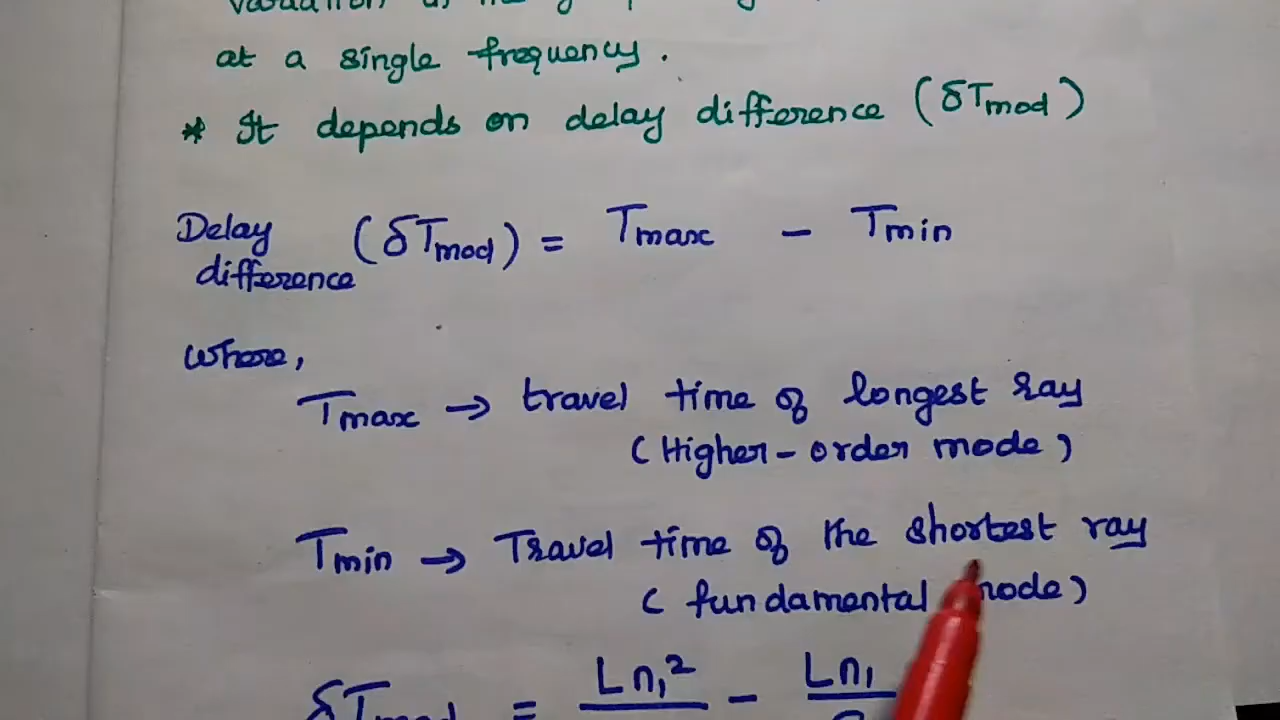 at a single frequency.
* It depends on delay difference (δTmod)
Delay difference (δTmod) = Tmax - Tmin
where,
Tmax → travel time of longest ray
(Higher-order mode)
Tmin → Travel time of the shortest ray
(fundamental mode)
δTmod = Ln₁² - Ln₁